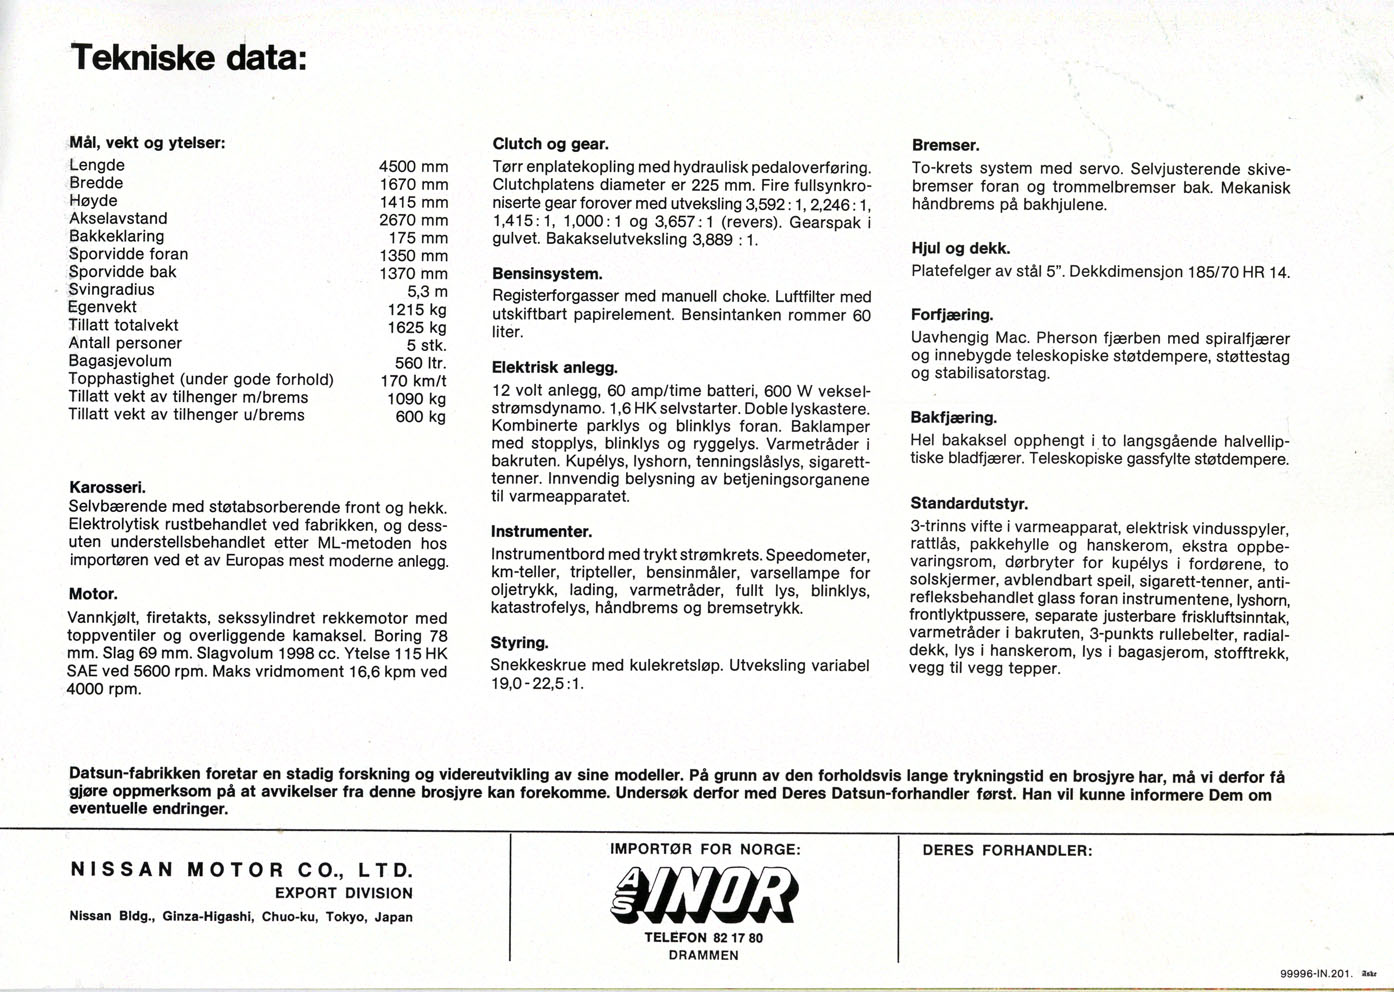 Tekniske data:
Mål, vekt og ytelser:
Lengde 4500 mm
Bredde 1670 mm
Høyde 1415 mm
Akselavstand 2670 mm
Bakkeklaring 175 mm
Sporvidde foran 1350 mm
Sporvidde bak 1370 mm
Svingradius 5,3 m
Egenvekt 1215 kg
Tillatt totalvekt 1625 kg
Antall personer 5 stk.
Bagasjevolum 560 ltr.
Topphastighet (under gode forhold) 170 km/t
Tillatt vekt av tilhenger m/brems 1090 kg
Tillatt vekt av tilhenger u/brems 600 kg
Karosseri.
Selvbærende med støtabsorberende front og hekk.
Elektrolytisk rustbehandlet ved fabrikken, og dess-
uten understellsbehandlet etter ML-metoden hos
importøren ved et av Europas mest moderne anlegg.
Motor.
Vannkjølt, firetakts, sekssylindret rekkemotor med
toppventiler og overliggende kamaksel. Boring 78
mm. Slag 69 mm. Slagvolum 1998 cc. Ytelse 115 HK
SAE ved 5600 rpm. Maks vridmoment 16,6 kpm ved
4000 rpm.
Clutch og gear.
Tørr enplatekopling med hydraulisk pedaloverføring.
Clutchplatens diameter er 225 mm. Fire fullsynkro-
niserte gear forover med utveksling 3,592 : 1, 2,246 : 1,
1,415 : 1, 1,000 : 1 og 3,657 : 1 (revers). Gearspak i
gulvet. Bakakselutveksling 3,889 : 1.
Bensinsystem.
Registerforgasser med manuell choke. Luftfilter med
utskiftbart papirelement. Bensintanken rommer 60
liter.
Elektrisk anlegg.
12 volt anlegg, 60 amp/time batteri, 600 W veksel-
strømsdynamo. 1,6 HK selvstarter. Doble lyskastere.
Kombinerte parklys og blinklys foran. Baklamper
med stopplys, blinklys og ryggelys. Varmetråder i
bakruten. Kupélys, lyshorn, tenningslåslys, sigarett-
tenner. Innvendig belysning av betjeningsorganene
til varmeapparatet.
Instrumenter.
Instrumentbord med trykt strømkrets. Speedometer,
km-teller, tripteller, bensinmåler, varsellampe for
oljetrykk, lading, varmetråder, fullt lys, blinklys,
katastrofelys, håndbrems og bremsetrykk.
Styring.
Snekkeskrue med kulekretsløp. Utveksling variabel
19,0 - 22,5 : 1.
Bremser.
To-krets system med servo. Selvjusterende skive-
bremser foran og trommelbremser bak. Mekanisk
håndbrems på bakhjulene.
Hjul og dekk.
Platefelger av stål 5". Dekkdimensjon 185/70 HR 14.
Forfjæring.
Uavhengig Mac. Pherson fjærben med spiralfjærer
og innebygde teleskopiske støtdempere, støttestag
og stabilisatorstag.
Bakfjæring.
Hel bakaksel opphengt i to langsgående halvellip-
tiske bladfjærer. Teleskopiske gassfylte støtdempere.
Standardutstyr.
3-trinns vifte i varmeapparat, elektrisk vindusspyler,
rattlås, pakkehylle og hanskerom, ekstra oppbe-
varingsrom, dørbryter for kupélys i fordørene, to
solskjermer, avblendbart speil, sigarett-tenner, anti-
refleksbehandlet glass foran instrumentene, lyshorn,
frontlyktpussere, separate justerbare friskluftsinntak,
varmetråder i bakruten, 3-punkts rullebelter, radial-
dekk, lys i hanskerom, lys i bagasjerom, stofftrekk,
vegg til vegg tepper.
Datsun-fabrikken foretar en stadig forskning og videreutvikling av sine modeller. På grunn av den forholdsvis lange trykningstid en brosjyre har, må vi derfor få
gjøre oppmerksom på at avvikelser fra denne brosjyre kan forekomme. Undersøk derfor med Deres Datsun-forhandler først. Han vil kunne informere Dem om
eventuelle endringer.
NISSAN MOTOR CO., LTD.
EXPORT DIVISION
Nissan Bldg., Ginza-Higashi, Chuo-ku, Tokyo, Japan
IMPORTØR FOR NORGE:
A/S INOR
TELEFON 82 17 80
DRAMMEN
DERES FORHANDLER:
99996-IN.201.